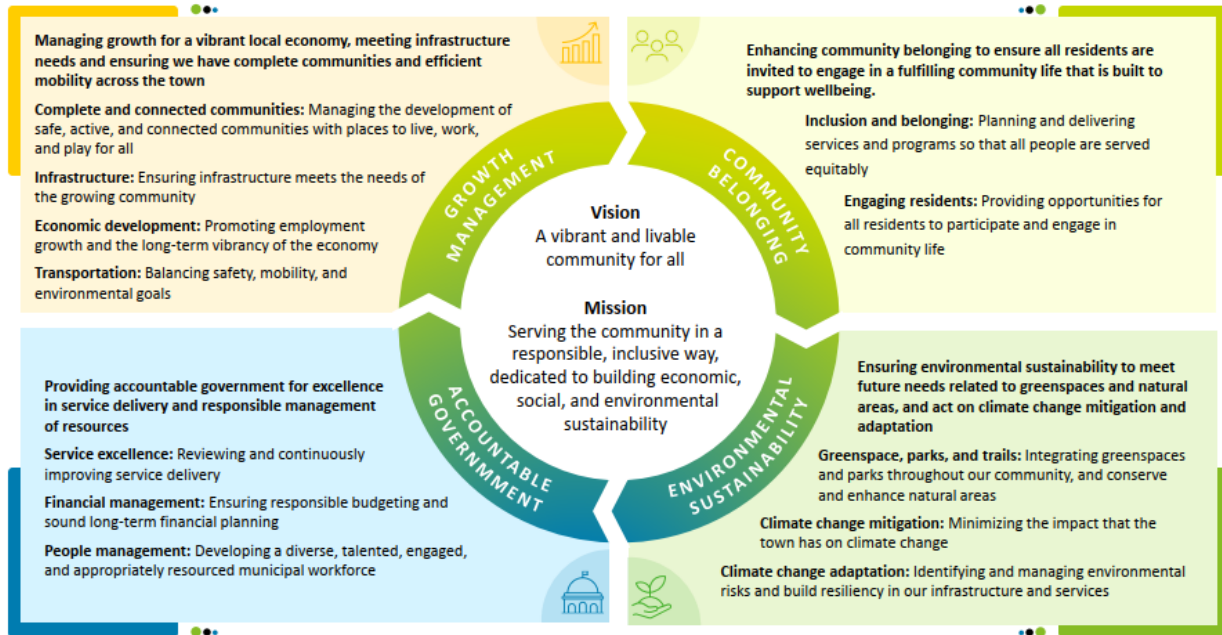 Managing growth for a vibrant local economy, meeting infrastructure
needs and ensuring we have complete communities and efficient
mobility across the town
Complete and connected communities: Managing the development of
safe, active, and connected communities with places to live, work,
and play for all
Infrastructure: Ensuring infrastructure meets the needs of
the growing community
Economic development: Promoting employment
growth and the long-term vibrancy of the economy
Transportation: Balancing safety, mobility, and
environmental goals
GROWTH
MANAGEMENT
Enhancing community belonging to ensure all residents are
invited to engage in a fulfilling community life that is built to
support wellbeing.
Inclusion and belonging: Planning and delivering
services and programs so that all people are served
equitably
Engaging residents: Providing opportunities for
all residents to participate and engage in
community life
COMMUNITY
BELONGING
Vision
A vibrant and livable
community for all
Mission
Serving the community in a
responsible, inclusive way,
dedicated to building economic,
social, and environmental
sustainability
Providing accountable government for excellence
in service delivery and responsible management
of resources
Service excellence: Reviewing and continuously
improving service delivery
Financial management: Ensuring responsible budgeting and
sound long-term financial planning
People management: Developing a diverse, talented, engaged,
and appropriately resourced municipal workforce
ACCOUNTABLE
GOVERNMMENT
Ensuring environmental sustainability to meet
future needs related to greenspaces and natural
areas, and act on climate change mitigation and
adaptation
Greenspace, parks, and trails: Integrating greenspaces
and parks throughout our community, and conserve
and enhance natural areas
Climate change mitigation: Minimizing the impact that the
town has on climate change
Climate change adaptation: Identifying and managing environmental
risks and build resiliency in our infrastructure and services
ENVIRONMENTAL
SUSTAINABILITY